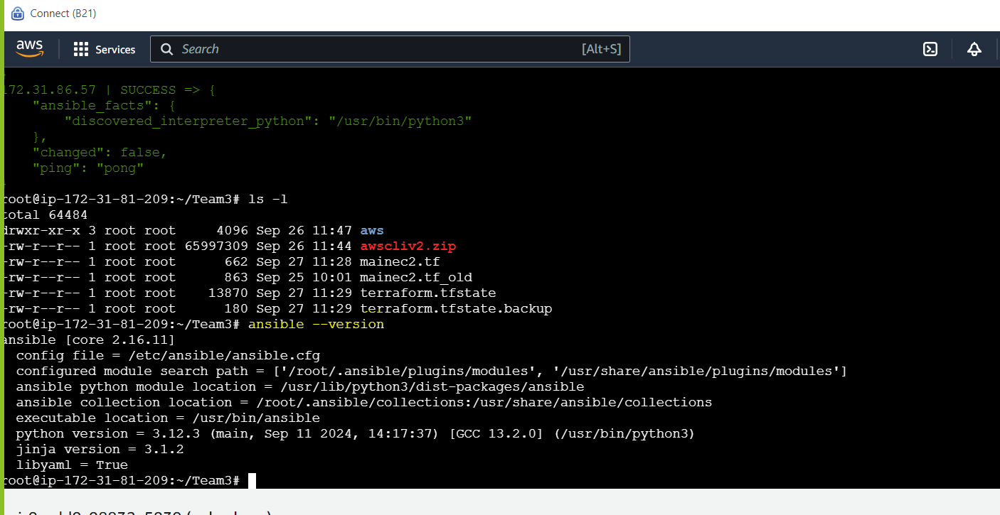 Connect (B21)
aws Services Search [Alt+S]
172.31.86.57 | SUCCESS => {
    "ansible_facts": {
        "discovered_interpreter_python": "/usr/bin/python3"
    },
    "changed": false,
    "ping": "pong"
}
root@ip-172-31-81-209:~/Team3# ls -l
total 64484
drwxr-xr-x 3 root root     4096 Sep 26 11:47 aws
-rw-r--r-- 1 root root 65997309 Sep 26 11:44 awscliv2.zip
-rw-r--r-- 1 root root      662 Sep 27 11:28 mainec2.tf
-rw-r--r-- 1 root root      863 Sep 25 10:01 mainec2.tf_old
-rw-r--r-- 1 root root    13870 Sep 27 11:29 terraform.tfstate
-rw-r--r-- 1 root root      180 Sep 27 11:29 terraform.tfstate.backup
root@ip-172-31-81-209:~/Team3# ansible --version
ansible [core 2.16.11]
  config file = /etc/ansible/ansible.cfg
  configured module search path = ['/root/.ansible/plugins/modules', '/usr/share/ansible/plugins/modules']
  ansible python module location = /usr/lib/python3/dist-packages/ansible
  ansible collection location = /root/.ansible/collections:/usr/share/ansible/collections
  executable location = /usr/bin/ansible
  python version = 3.12.3 (main, Sep 11 2024, 14:17:37) [GCC 13.2.0] (/usr/bin/python3)
  jinja version = 3.1.2
  libyaml = True
root@ip-172-31-81-209:~/Team3#